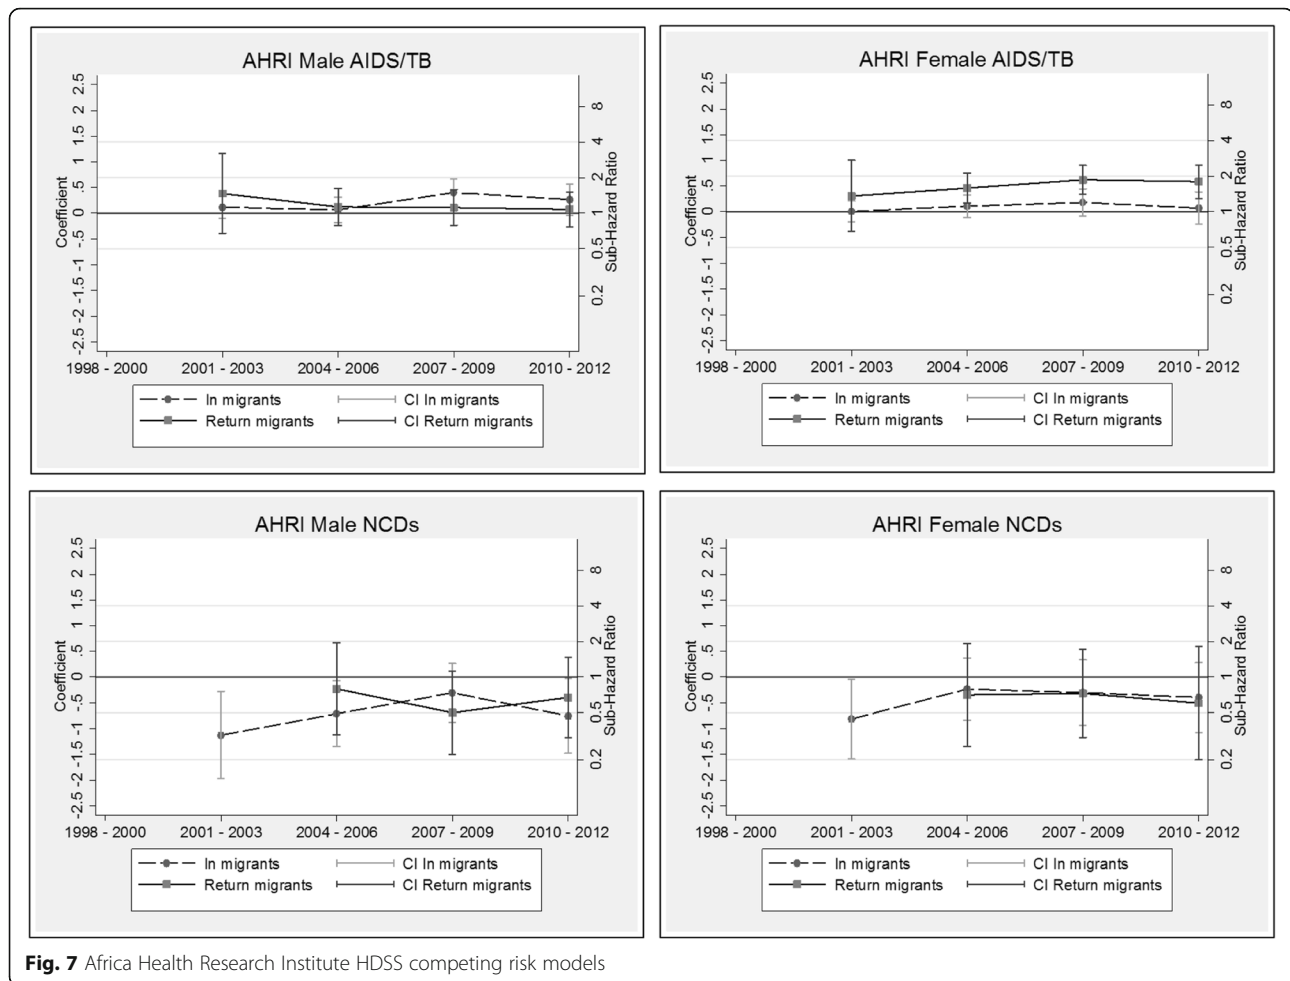 AHRI Male AIDS/TB
Coefficient
2.5
2
1.5
1
.5
0
-.5
-1
-1.5
-2
-2.5
8
4
2
1
0.5
0.2
Sub-Hazard Ratio
1998 - 2000 2001 - 2003 2004 - 2006 2007 - 2009 2010 - 2012
In migrants CI In migrants
Return migrants CI Return migrants
AHRI Female AIDS/TB
Coefficient
2.5
2
1.5
1
.5
0
-.5
-1
-1.5
-2
-2.5
8
4
2
1
0.5
0.2
Sub-Hazard Ratio
1998 - 2000 2001 - 2003 2004 - 2006 2007 - 2009 2010 - 2012
In migrants CI In migrants
Return migrants CI Return migrants
AHRI Male NCDs
Coefficient
2.5
2
1.5
1
.5
0
-.5
-1
-1.5
-2
-2.5
8
4
2
1
0.5
0.2
Sub-Hazard Ratio
1998 - 2000 2001 - 2003 2004 - 2006 2007 - 2009 2010 - 2012
In migrants CI In migrants
Return migrants CI Return migrants
AHRI Female NCDs
Coefficient
2.5
2
1.5
1
.5
0
-.5
-1
-1.5
-2
-2.5
8
4
2
1
0.5
0.2
Sub-Hazard Ratio
1998 - 2000 2001 - 2003 2004 - 2006 2007 - 2009 2010 - 2012
In migrants CI In migrants
Return migrants CI Return migrants
Fig. 7 Africa Health Research Institute HDSS competing risk models